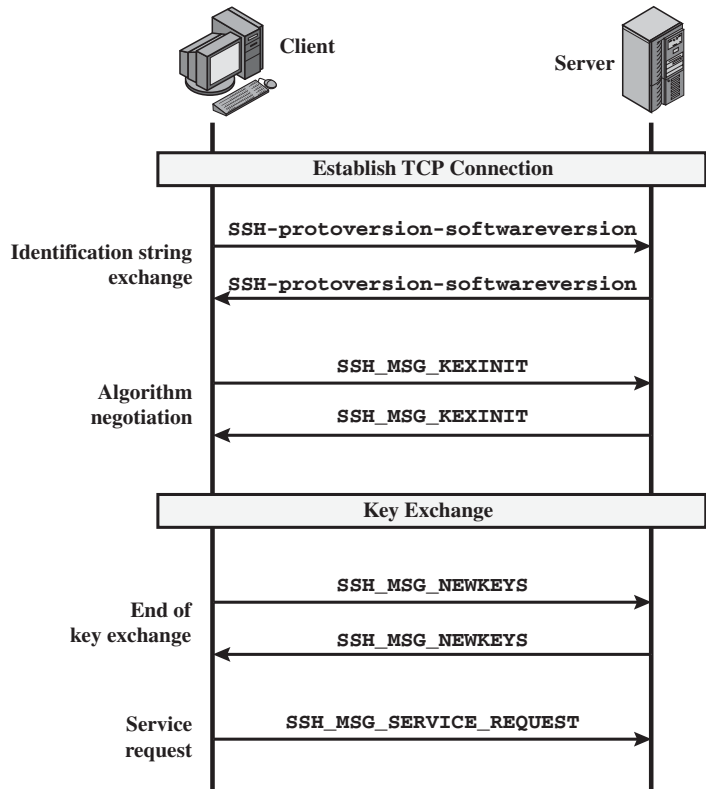 Client
Server
Establish TCP Connection
SSH-protoversion-softwareversion
Identification string
exchange
SSH-protoversion-softwareversion
SSH_MSG_KEXINIT
Algorithm
negotiation
SSH_MSG_KEXINIT
Key Exchange
SSH_MSG_NEWKEYS
End of
key exchange
SSH_MSG_NEWKEYS
Service
request
SSH_MSG_SERVICE_REQUEST